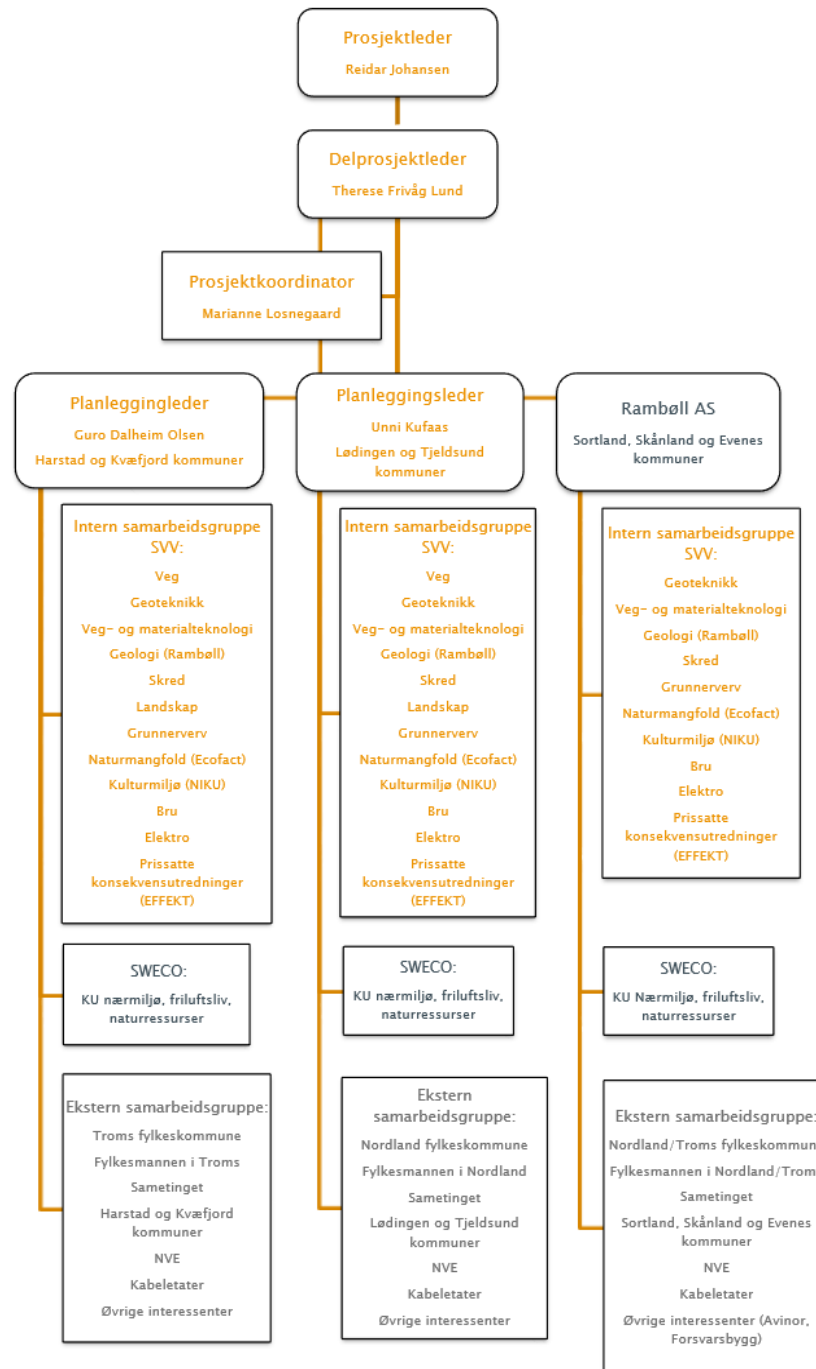 Prosjektleder
Reidar Johansen
Delprosjektleder
Therese Frivåg Lund
Prosjektkoordinator
Marianne Losnegaard
Planleggingleder
Guro Dalheim Olsen
Harstad og Kvæfjord kommuner
Planleggingsleder
Unni Kufaas
Lødingen og Tjeldsund
kommuner
Rambøll AS
Sortland, Skånland og Evenes
kommuner
Intern samarbeidsgruppe
SVV:
Veg
Geoteknikk
Veg- og materialteknologi
Geologi (Rambøll)
Skred
Landskap
Grunnerverv
Naturmangfold (Ecofact)
Kulturmiljø (NIKU)
Bru
Elektro
Prissatte
konsekvensutredninger
(EFFEKT)
Intern samarbeidsgruppe
SVV:
Veg
Geoteknikk
Veg- og materialteknologi
Geologi (Rambøll)
Skred
Landskap
Grunnerverv
Naturmangfold (Ecofact)
Kulturmiljø (NIKU)
Bru
Elektro
Prissatte
konsekvensutredninger
(EFFEKT)
Intern samarbeidsgruppe
SVV:
Geoteknikk
Veg- og materialteknologi
Geologi (Rambøll)
Skred
Grunnerverv
Naturmangfold (Ecofact)
Kulturmiljø (NIKU)
Bru
Elektro
Prissatte
konsekvensutredninger
(EFFEKT)
SWECO:
KU nærmiljø, friluftsliv,
naturressurser
SWECO:
KU nærmiljø, friluftsliv,
naturressurser
SWECO:
KU Nærmiljø, friluftsliv,
naturressurser
Ekstern samarbeidsgruppe:
Troms fylkeskommune
Fylkesmannen i Troms
Sametinget
Harstad og Kvæfjord
kommuner
NVE
Kabeletater
Øvrige interessenter
Ekstern
samarbeidsgruppe:
Nordland fylkeskommune
Fylkesmannen i Nordland
Sametinget
Lødingen og Tjeldsund
kommuner
NVE
Kabeletater
Øvrige interessenter
Ekstern samarbeidsgruppe:
Nordland/Troms fylkeskommun
Fylkesmannen i Nordland/Trom
Sametinget
Sortland, Skånland og Evenes
kommuner
NVE
Kabeletater
Øvrige interessenter (Avinor,
Forsvarsbygg)